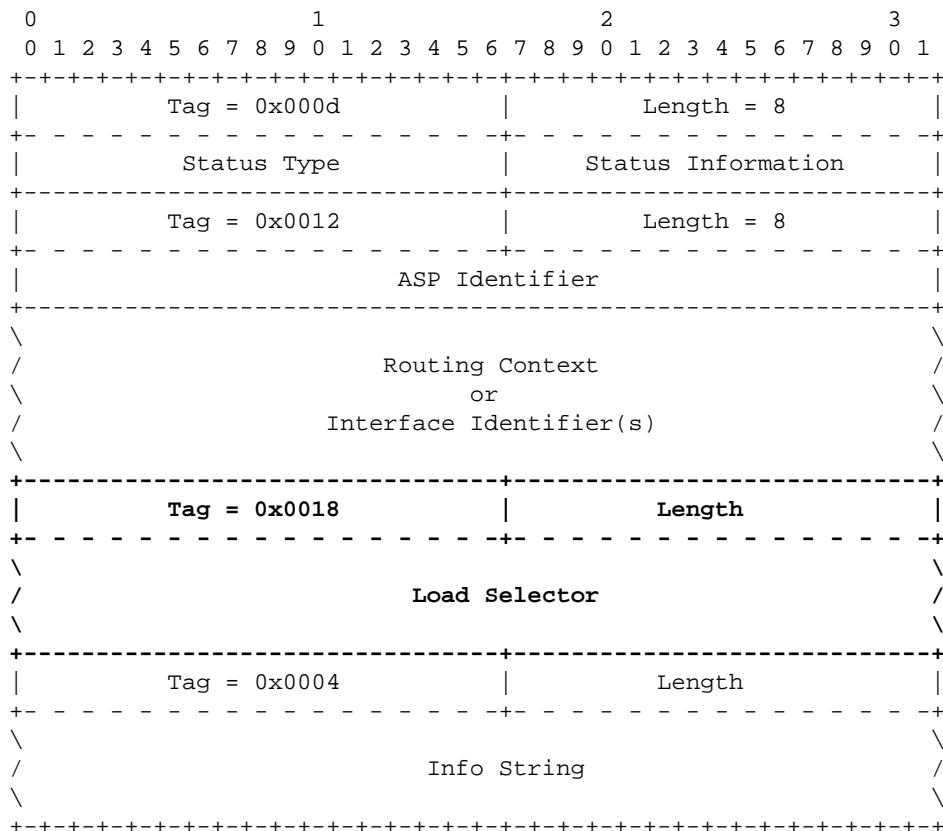 0                   1                   2                   3
0 1 2 3 4 5 6 7 8 9 0 1 2 3 4 5 6 7 8 9 0 1 2 3 4 5 6 7 8 9 0 1
+-+-+-+-+-+-+-+-+-+-+-+-+-+-+-+-+-+-+-+-+-+-+-+-+-+-+-+-+-+-+-+-+
| Tag = 0x000d | Length = 8 |
+- - - - - - - - - - - - - - - - -+- - - - - - - - - - - - - - -+
| Status Type | Status Information |
+---------------------------------+-----------------------------+
| Tag = 0x0012 | Length = 8 |
+- - - - - - - - - - - - - - - - -+- - - - - - - - - - - - - - -+
| ASP Identifier |
+---------------------------------------------------------------+
\ \
/ Routing Context /
\ or \
/ Interface Identifier(s) /
\ \
+---------------------------------+-----------------------------+
| Tag = 0x0018 | Length |
+- - - - - - - - - - - - - - - - -+- - - - - - - - - - - - - - -+
\ \
/ Load Selector /
\ \
+---------------------------------+-----------------------------+
| Tag = 0x0004 | Length |
+- - - - - - - - - - - - - - - - -+- - - - - - - - - - - - - - -+
\ \
/ Info String /
\ \
+-+-+-+-+-+-+-+-+-+-+-+-+-+-+-+-+-+-+-+-+-+-+-+-+-+-+-+-+-+-+-+-+